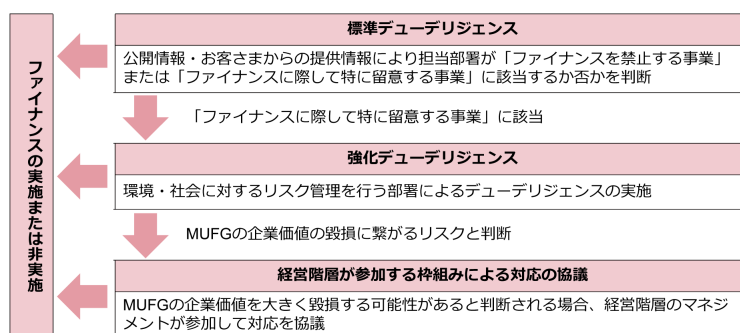 ファイナンスの実施または非実施
標準デューデリジェンス
公開情報・お客さまからの提供情報により担当部署が「ファイナンスを禁止する事業」
または「ファイナンスに際して特に留意する事業」に該当するか否かを判断
「ファイナンスに際して特に留意する事業」に該当
強化デューデリジェンス
環境・社会に対するリスク管理を行う部署によるデューデリジェンスの実施
MUFGの企業価値の毀損に繋がるリスクと判断
経営階層が参加する枠組みによる対応の協議
MUFGの企業価値を大きく毀損する可能性があると判断される場合、経営階層のマネジ
メントが参加して対応を協議